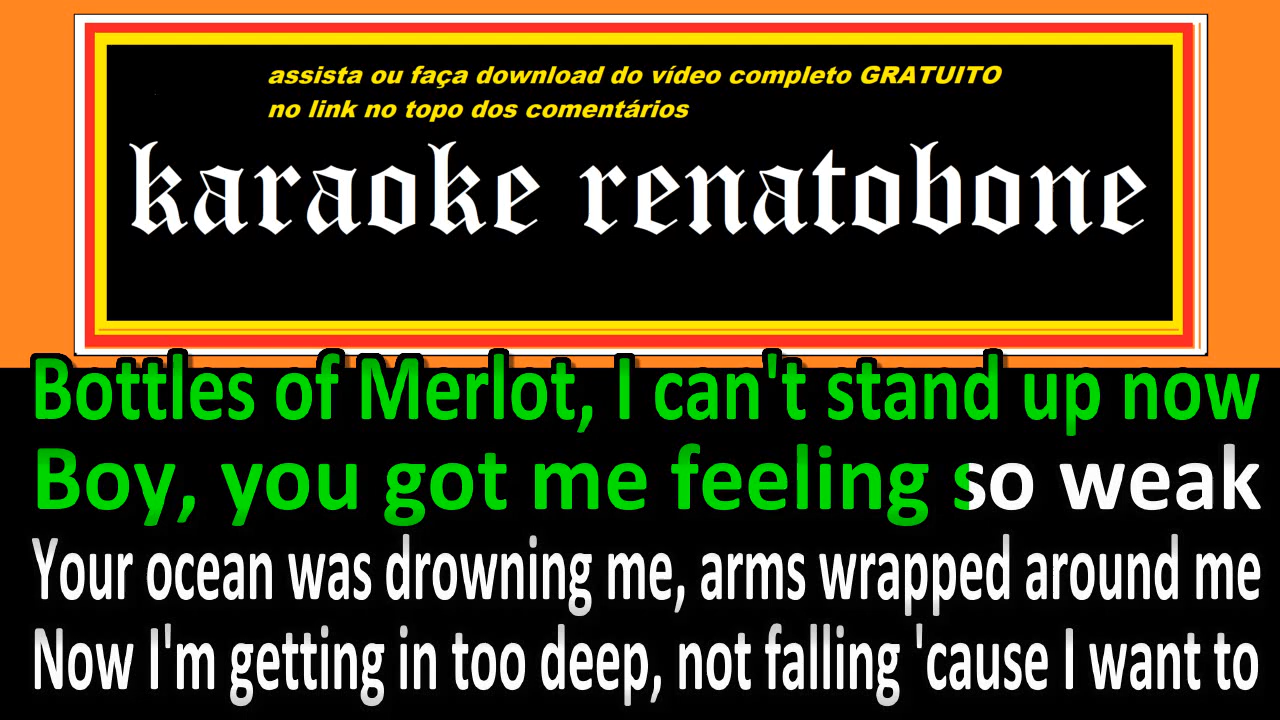 assista ou faça download do vídeo completo GRATUITO
no link no topo dos comentários
karaoke renatobone
Bottles of Merlot, I can't stand up now
Boy, you got me feeling so weak
Your ocean was drowning me, arms wrapped around me
Now I'm getting in too deep, not falling 'cause I want to